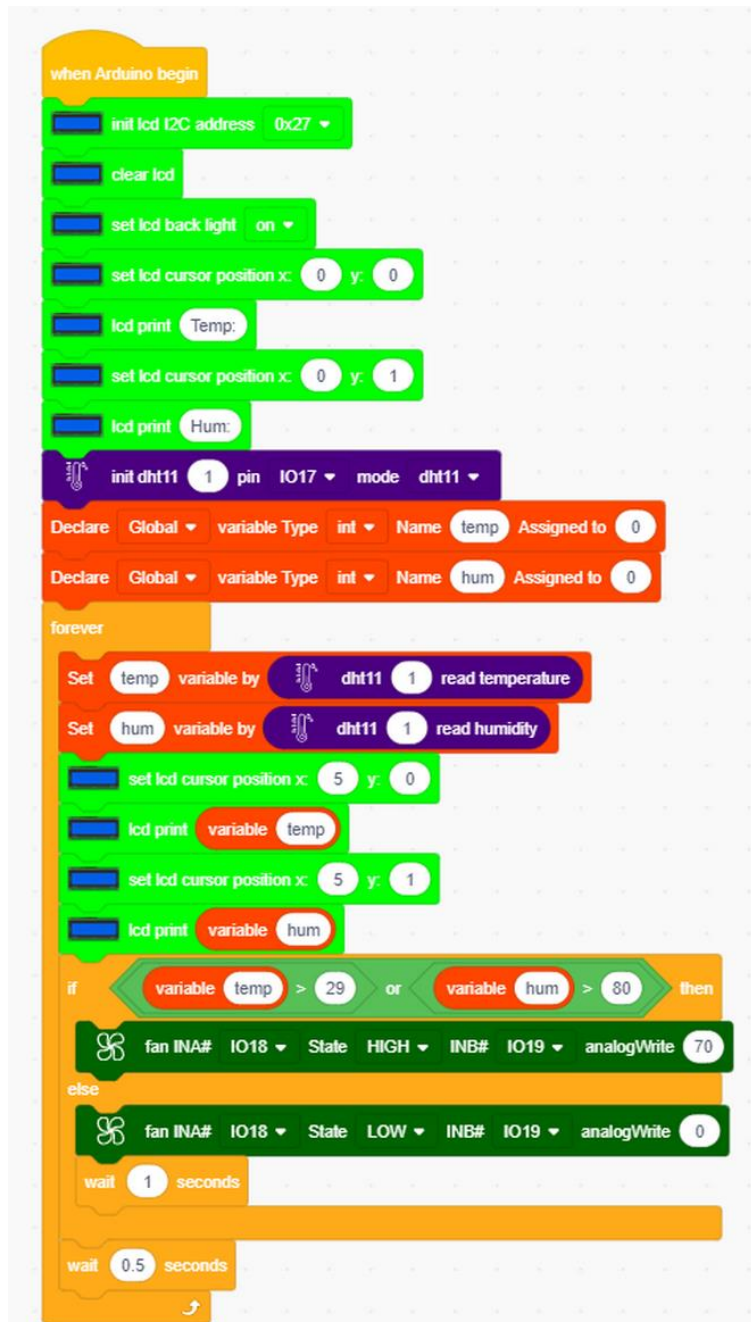 when Arduino begin
init lcd I2C address 0x27
clear lcd
set lcd back light on
set lcd cursor position x: 0 y: 0
lcd print Temp:
set lcd cursor position x: 0 y: 1
lcd print Hum:
init dht11 1 pin IO17 mode dht11
Declare Global variable Type int Name temp Assigned to 0
Declare Global variable Type int Name hum Assigned to 0
forever
Set temp variable by dht11 1 read temperature
Set hum variable by dht11 1 read humidity
set lcd cursor position x: 5 y: 0
lcd print variable temp
set lcd cursor position x: 5 y: 1
lcd print variable hum
if variable temp > 29 or variable hum > 80 then
fan INA# IO18 State HIGH INB# IO19 analogWrite 70
else
fan INA# IO18 State LOW INB# IO19 analogWrite 0
wait 1 seconds
wait 0.5 seconds